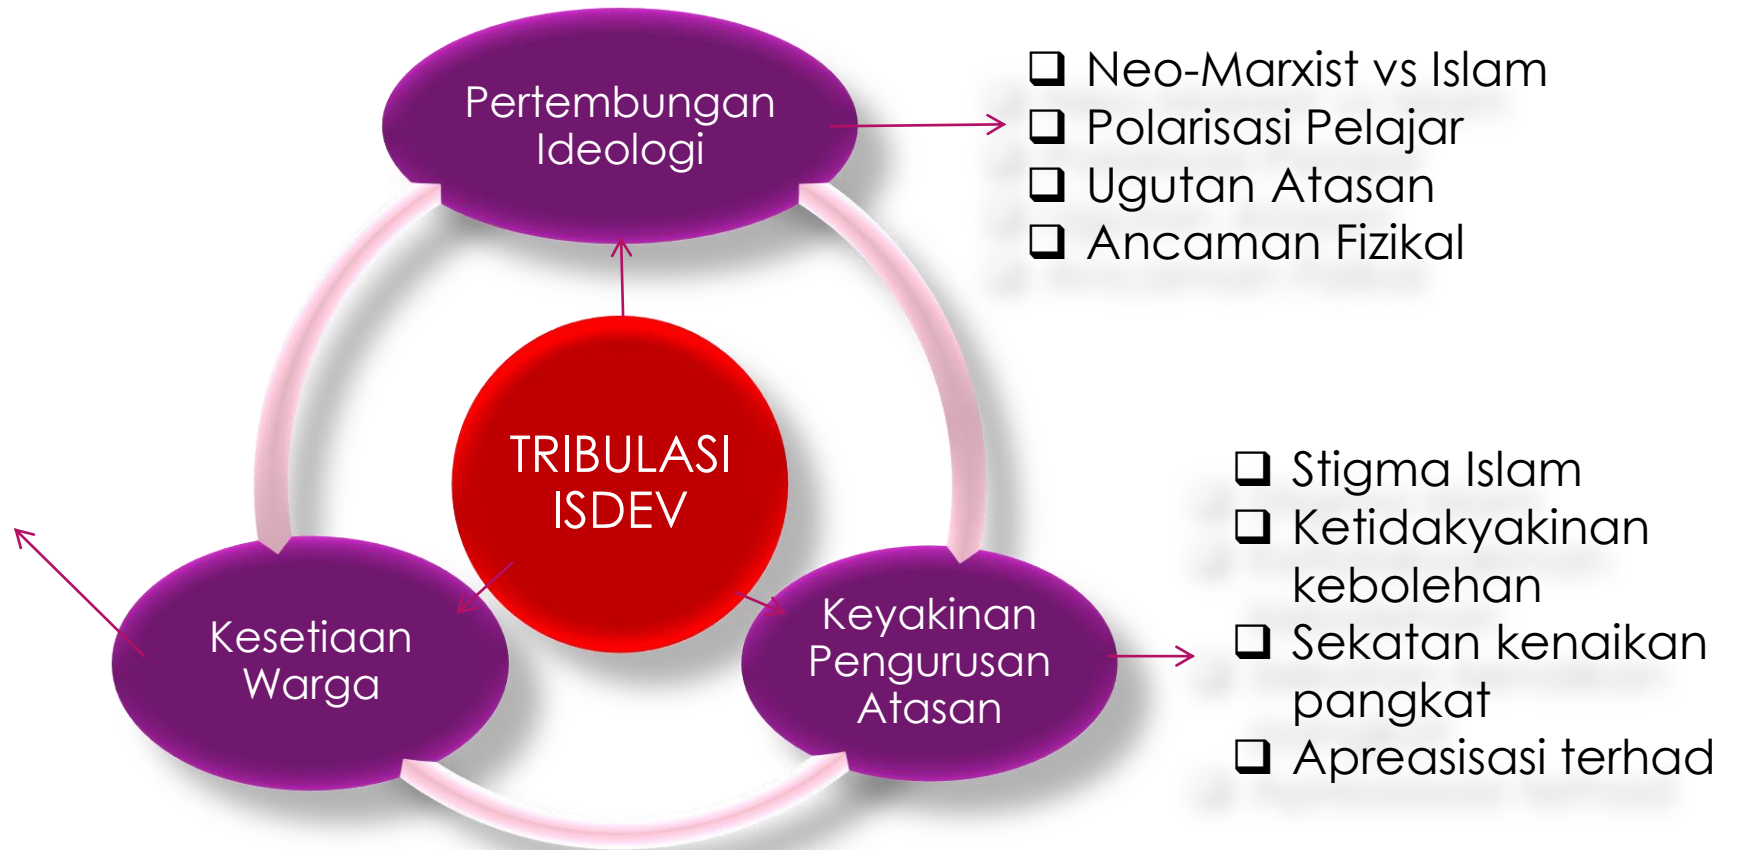 Pertembungan
Ideologi
Neo-Marxist vs Islam
Polarisasi Pelajar
Ugutan Atasan
Ancaman Fizikal
TRIBULASI
ISDEV
Kesetiaan
Warga
Keyakinan
Pengurusan
Atasan
Stigma Islam
Ketidakyakinan
kebolehan
Sekatan kenaikan
pangkat
Apreasisasi terhad